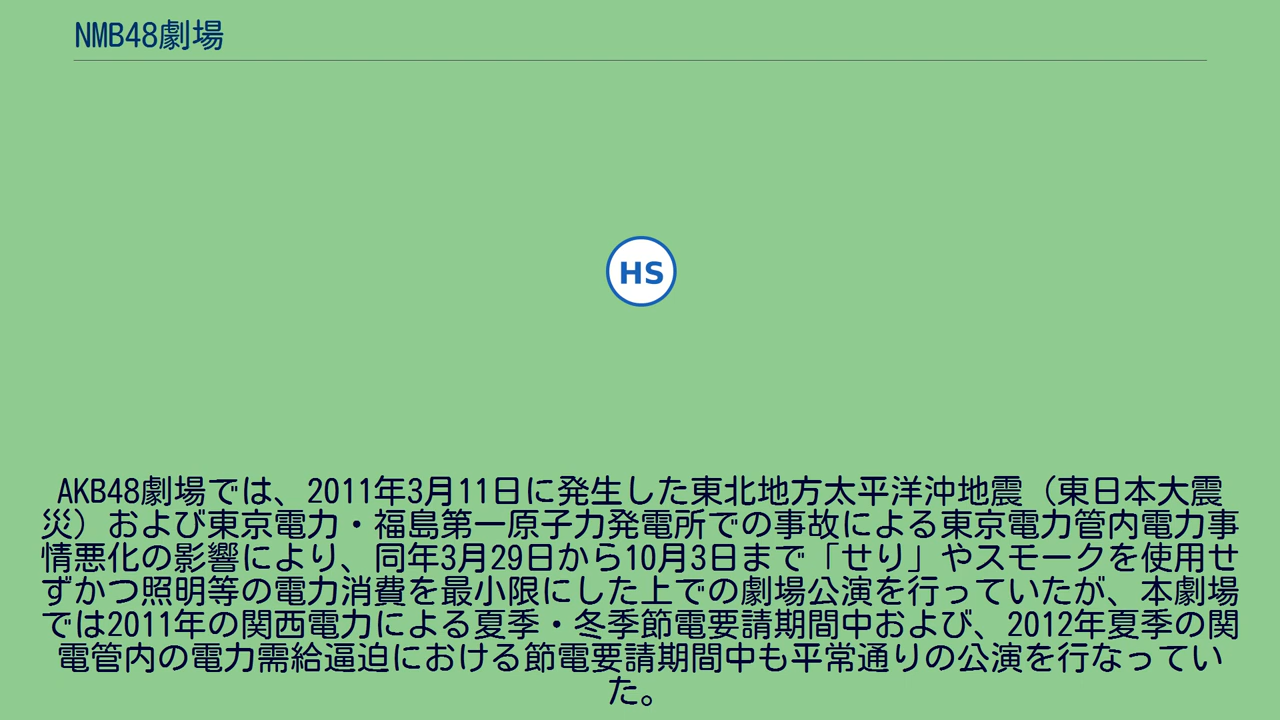 NMB48劇場
HS
AKB48劇場では、2011年3月11日に発生した東北地方太平洋沖地震（東日本大震
災）および東京電力・福島第一原子力発電所での事故による東京電力管内電力事
情悪化の影響により、同年3月29日から10月3日まで「せり」やスモークを使用せ
ずかつ照明等の電力消費を最小限にした上での劇場公演を行っていたが、本劇場
では2011年の関西電力による夏季・冬季節電要請期間中および、2012年夏季の関
電管内の電力需給逼迫における節電要請期間中も平常通りの公演を行なってい
た。